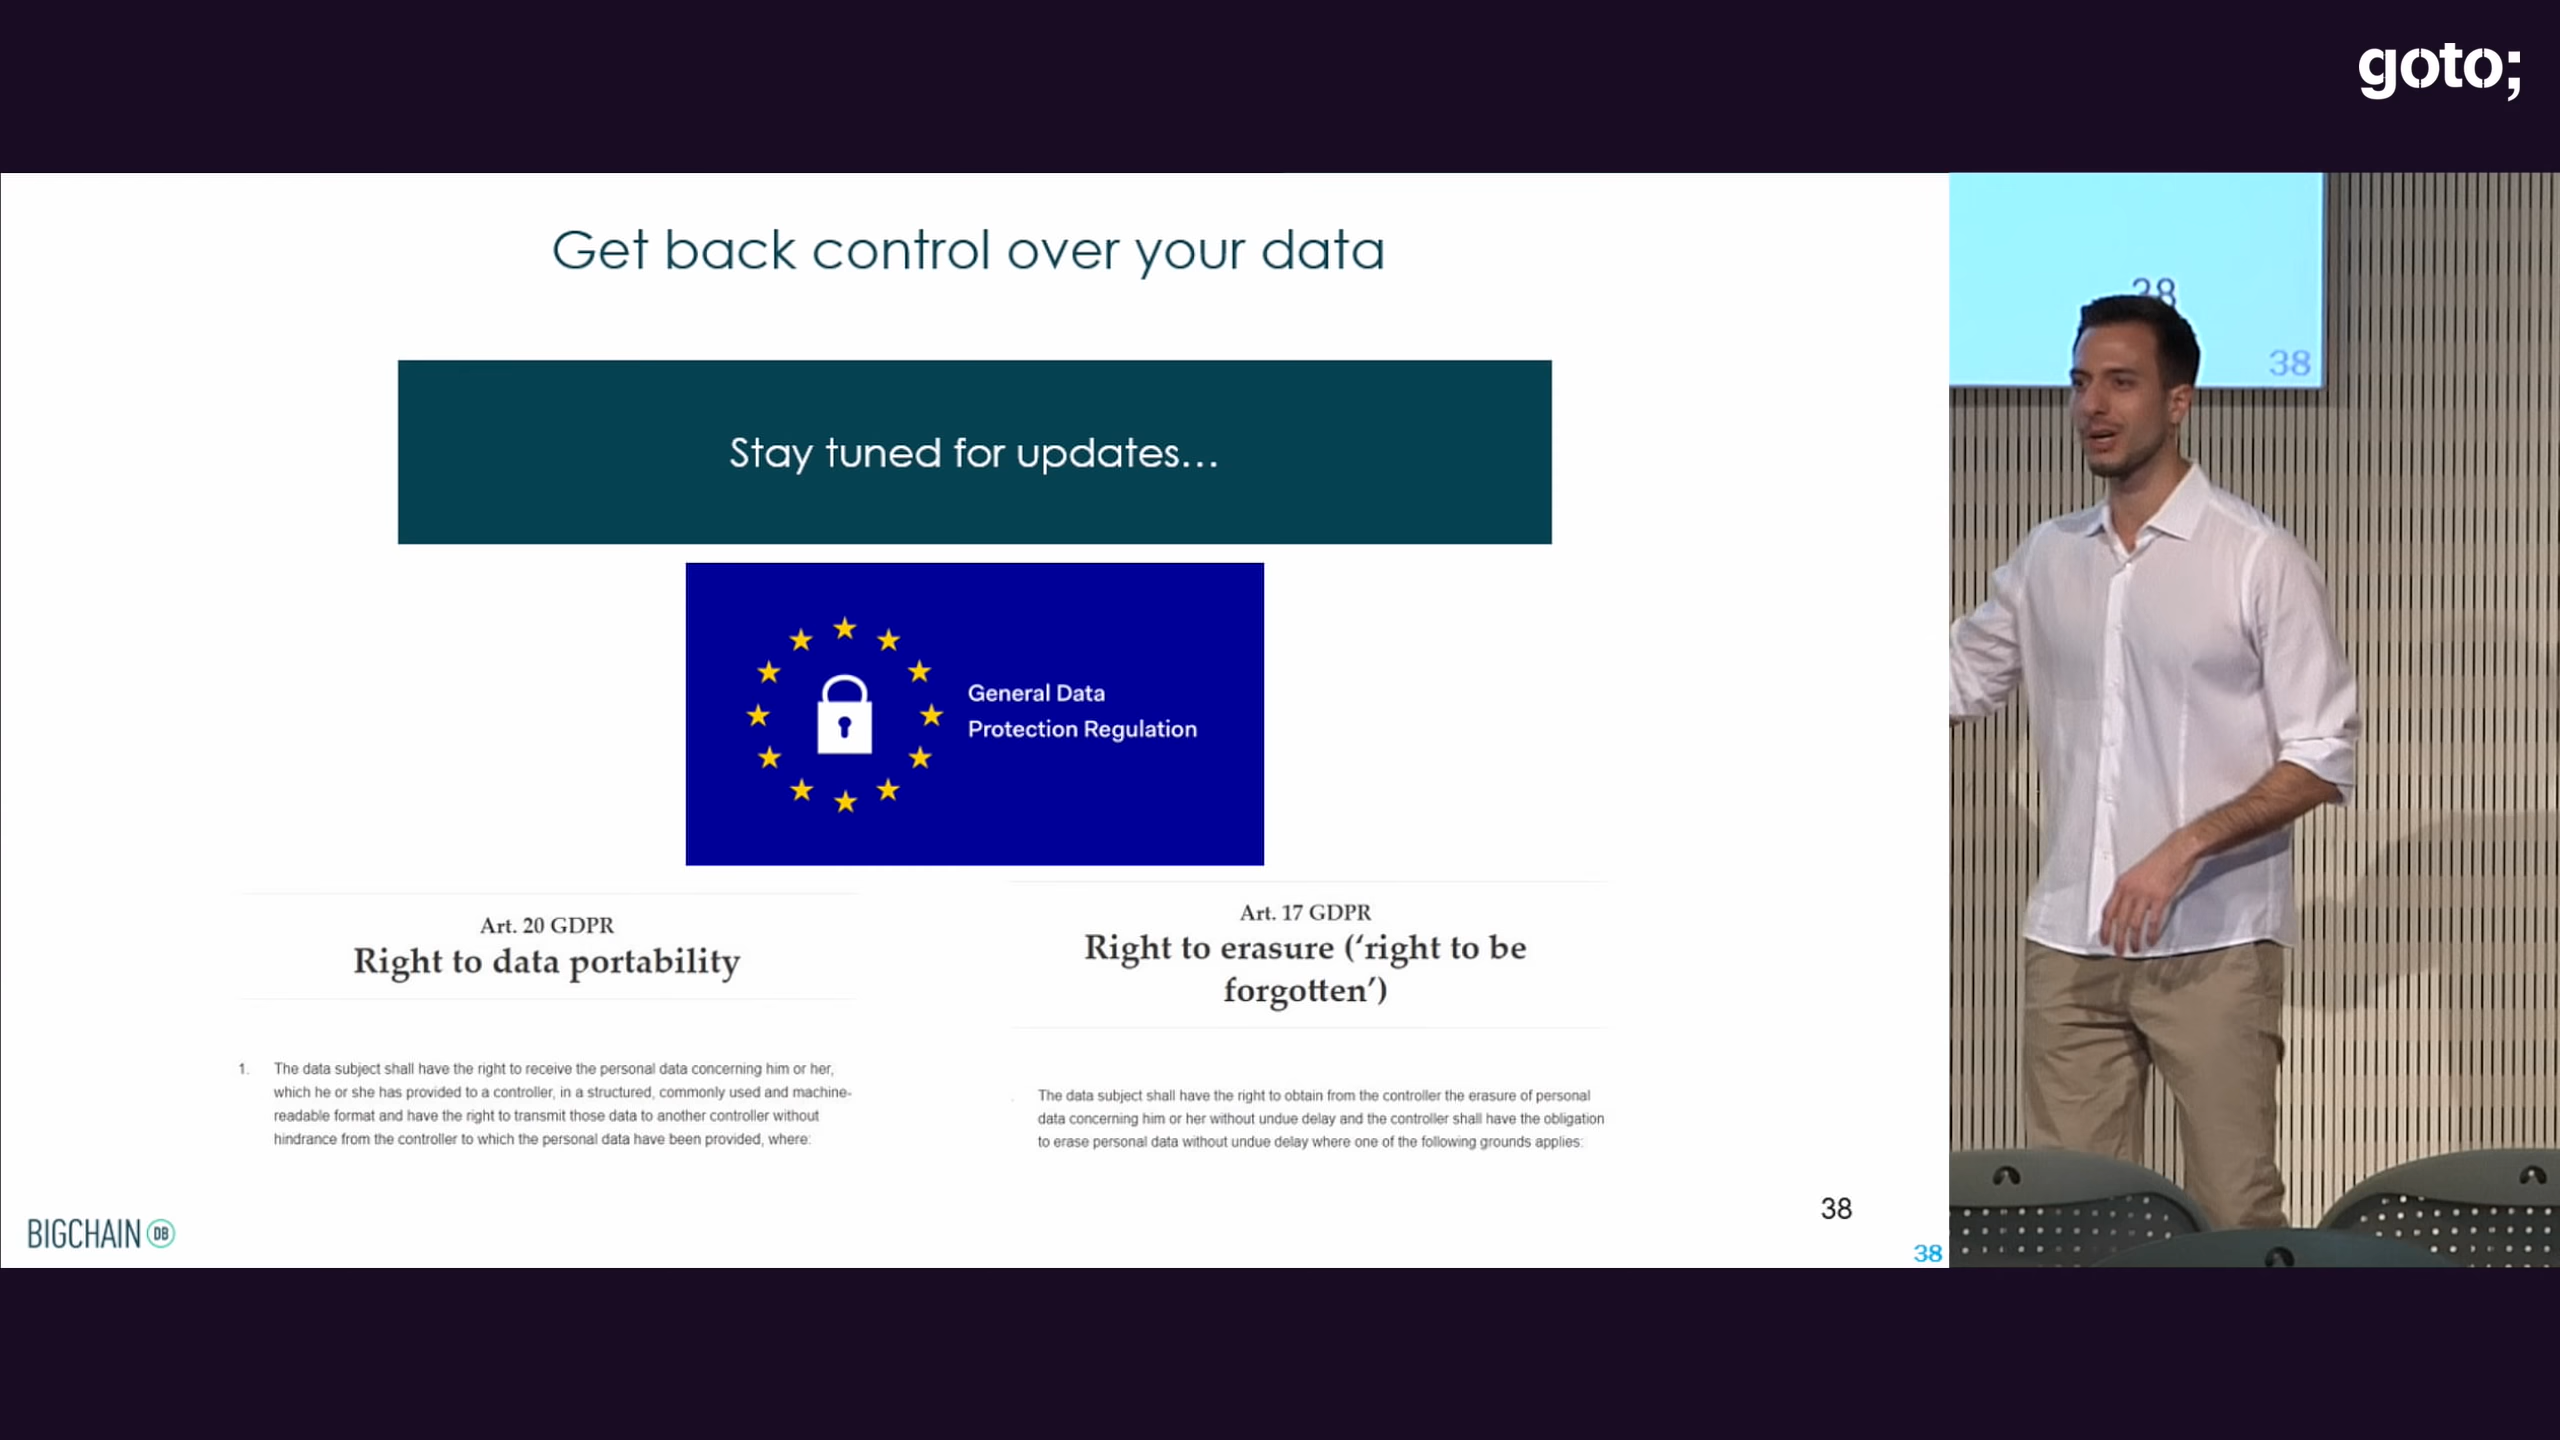 goto;
Get back control over your data
Stay tuned for updates...
General Data
Protection Regulation
Art. 20 GDPR
Right to data portability
1. The data subject shall have the right to receive the personal data concerning him or her,
which he or she has provided to a controller, in a structured, commonly used and machine-
readable format and have the right to transmit those data to another controller without
hindrance from the controller to which the personal data have been provided, where:
Art. 17 GDPR
Right to erasure (‘right to be
forgotten’)
The data subject shall have the right to obtain from the controller the erasure of personal
data concerning him or her without undue delay and the controller shall have the obligation
to erase personal data without undue delay where one of the following grounds applies:
BIGCHAIN DB
38
38
38
38